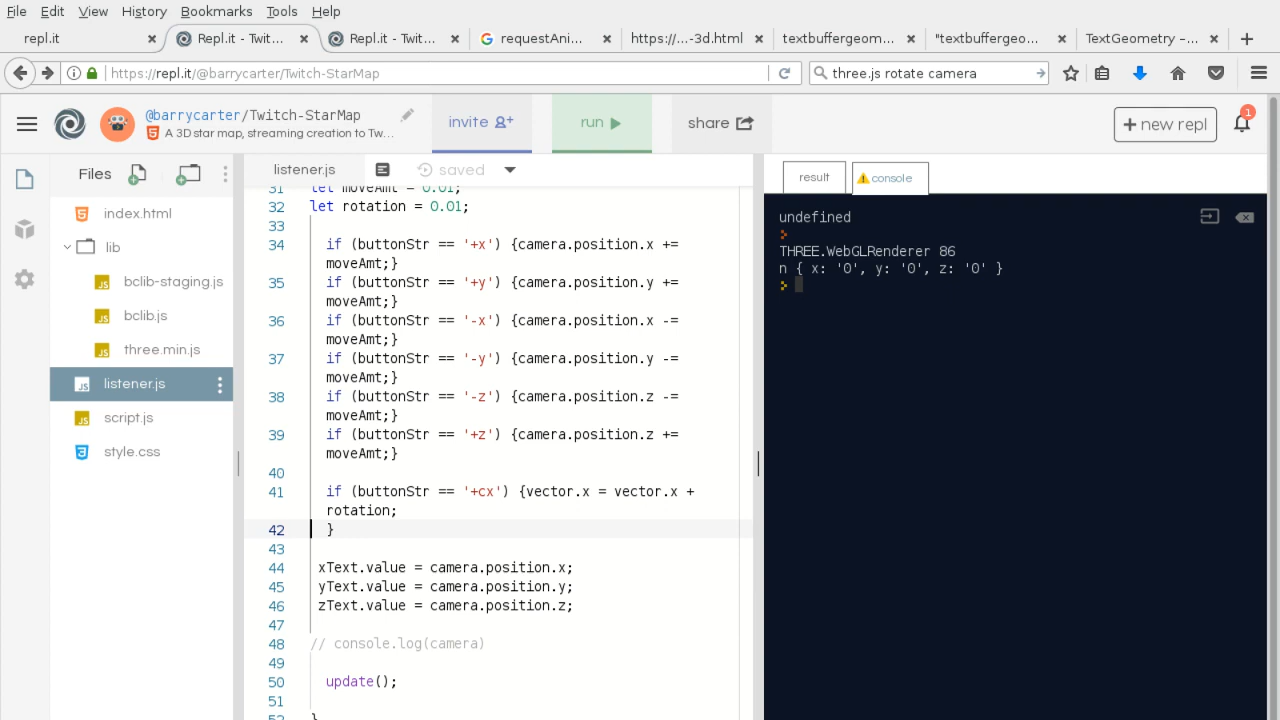 File Edit View History Bookmarks Tools Help
repl.it
Repl.it - Twit...
Repl.it - Twit...
requestAni...
https:/...-3d.html
textbuffergeom...
"textbuffergeo...
TextGeometry - ...
https://repl.it/@barrycarter/Twitch-StarMap
three.js rotate camera
@barrycarter/Twitch-StarMap
A 3D star map, streaming creation to Tw...
invite
run
share
+ new repl
1
Files
index.html
lib
bclib-staging.js
bclib.js
three.min.js
listener.js
script.js
style.css
listener.js
saved
31 let moveAmt = 0.01;
32 let rotation = 0.01;
33
34 if (buttonStr == '+x') {camera.position.x +=
moveAmt;}
35 if (buttonStr == '+y') {camera.position.y +=
moveAmt;}
36 if (buttonStr == '-x') {camera.position.x -=
moveAmt;}
37 if (buttonStr == '-y') {camera.position.y -=
moveAmt;}
38 if (buttonStr == '-z') {camera.position.z -=
moveAmt;}
39 if (buttonStr == '+z') {camera.position.z +=
moveAmt;}
40
41 if (buttonStr == '+cx') {vector.x = vector.x +
rotation;
42 }
43
44 xText.value = camera.position.x;
45 yText.value = camera.position.y;
46 zText.value = camera.position.z;
47
48 // console.log(camera)
49
50 update();
51
52 }
result
console
undefined
THREE.WebGLRenderer 86
n { x: '0', y: '0', z: '0' }